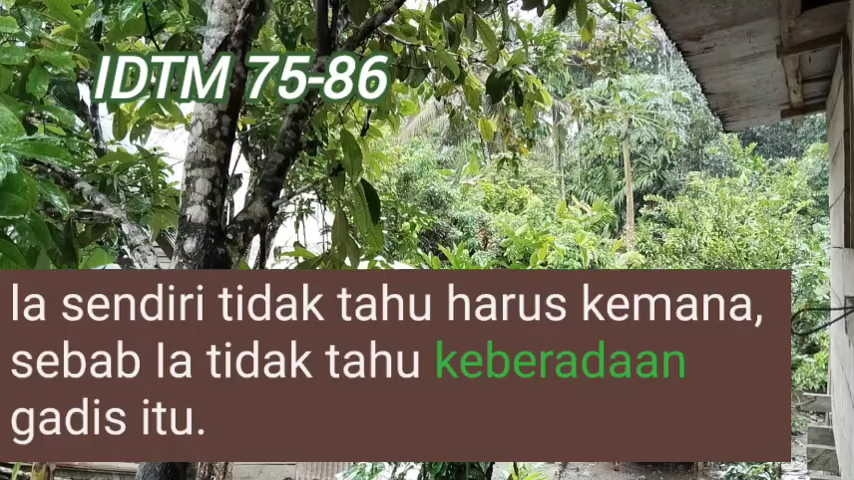 IDTM 75-86
Ia sendiri tidak tahu harus kemana,
sebab Ia tidak tahu keberadaan
gadis itu.